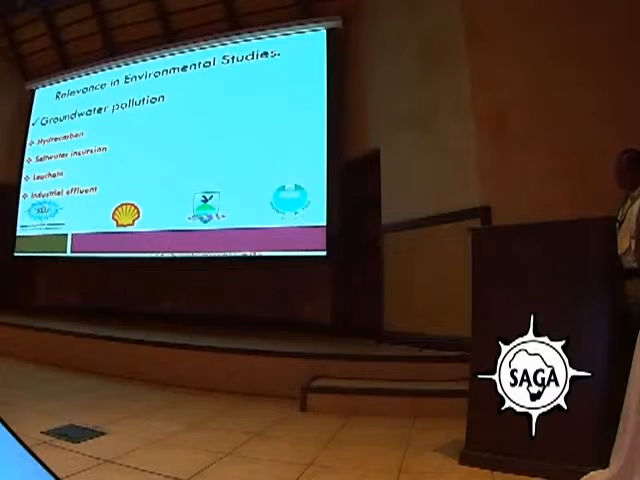 Relevance in Environmental Studies.
✓Groundwater pollution
❖ Hydrocarbon
❖ Saltwater incursion
❖ Leachate
❖ Industrial effluent
SAGA